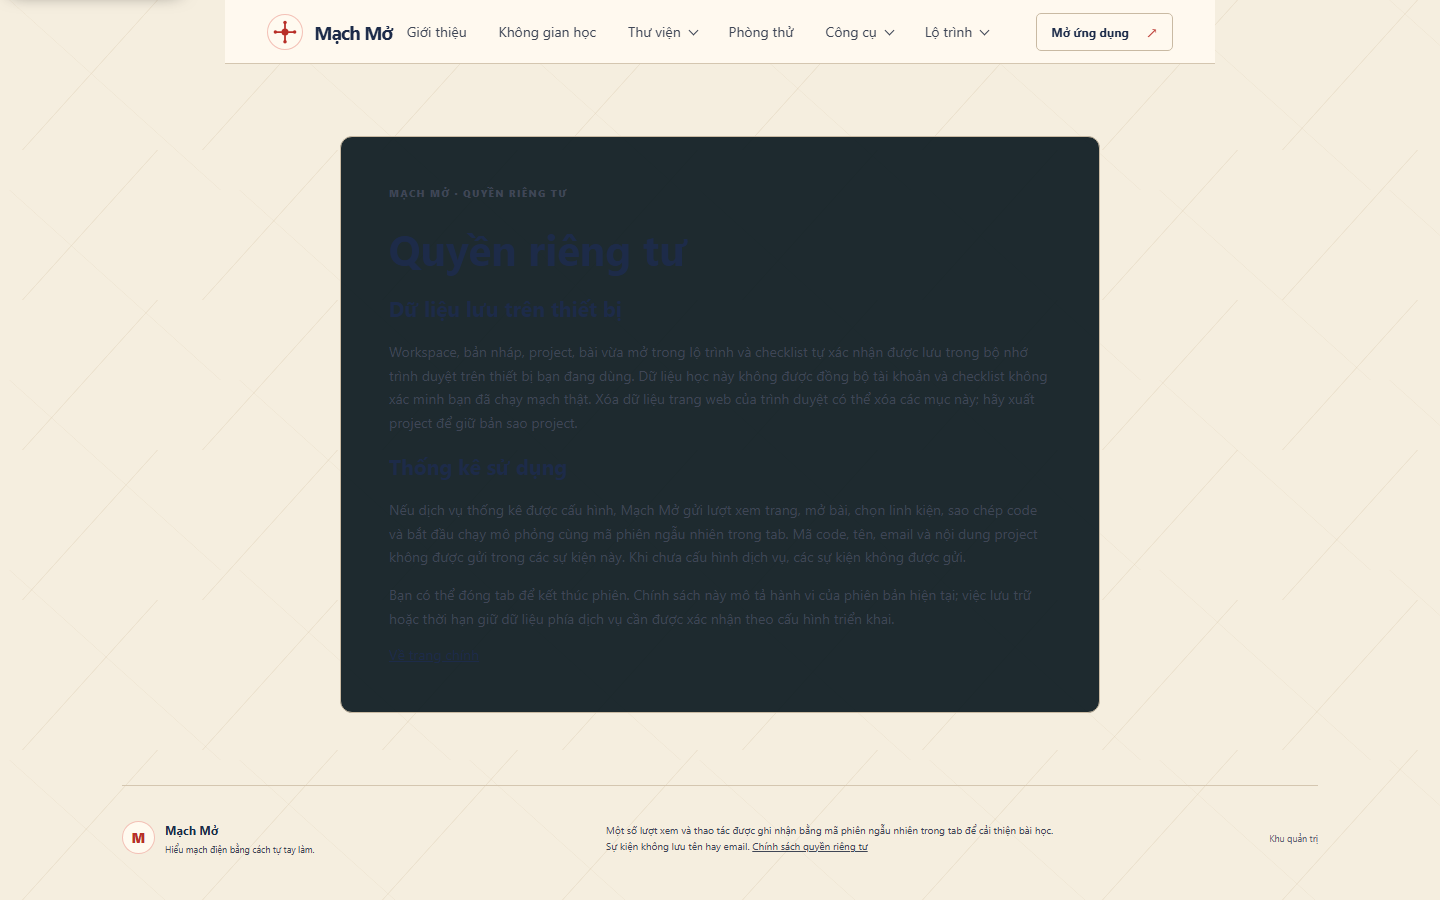 Mạch Mở
Giới thiệu
Không gian học
Thư viện
Phòng thử
Công cụ
Lộ trình
Mở ứng dụng ↗
MẠCH MỞ · QUYỀN RIÊNG TƯ
Quyền riêng tư
Dữ liệu lưu trên thiết bị
Workspace, bản nháp, project, bài vừa mở trong lộ trình và checklist tự xác nhận được lưu trong bộ nhớ
trình duyệt trên thiết bị bạn đang dùng. Dữ liệu học này không được đồng bộ tài khoản và checklist không
xác minh bạn đã chạy mạch thật. Xóa dữ liệu trang web của trình duyệt có thể xóa các mục này; hãy xuất
project để giữ bản sao project.
Thống kê sử dụng
Nếu dịch vụ thống kê được cấu hình, Mạch Mở gửi lượt xem trang, mở bài, chọn linh kiện, sao chép code
và bắt đầu chạy mô phỏng cùng mã phiên ngẫu nhiên trong tab. Mã code, tên, email và nội dung project
không được gửi trong các sự kiện này. Khi chưa cấu hình dịch vụ, các sự kiện không được gửi.
Bạn có thể đóng tab để kết thúc phiên. Chính sách này mô tả hành vi của phiên bản hiện tại; việc lưu trữ
hoặc thời hạn giữ dữ liệu phía dịch vụ cần được xác nhận theo cấu hình triển khai.
M
Mạch Mở
Hiểu mạch điện bằng cách tự tay làm.
Một số lượt xem và thao tác được ghi nhận bằng mã phiên ngẫu nhiên trong tab để cải thiện bài học.
Sự kiện không lưu tên hay email. Chính sách quyền riêng tư
Khu quản trị